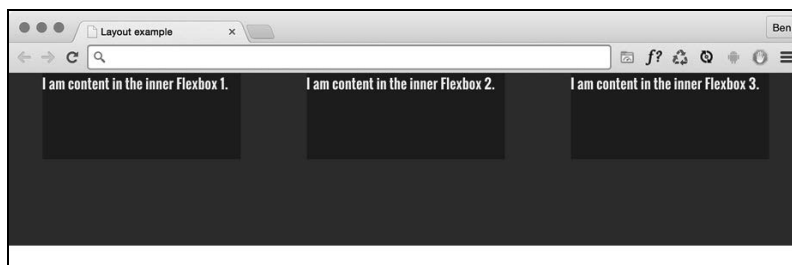 Layout example
Ben
f?
I am content in the inner Flexbox 1.
I am content in the inner Flexbox 2.
I am content in the inner Flexbox 3.